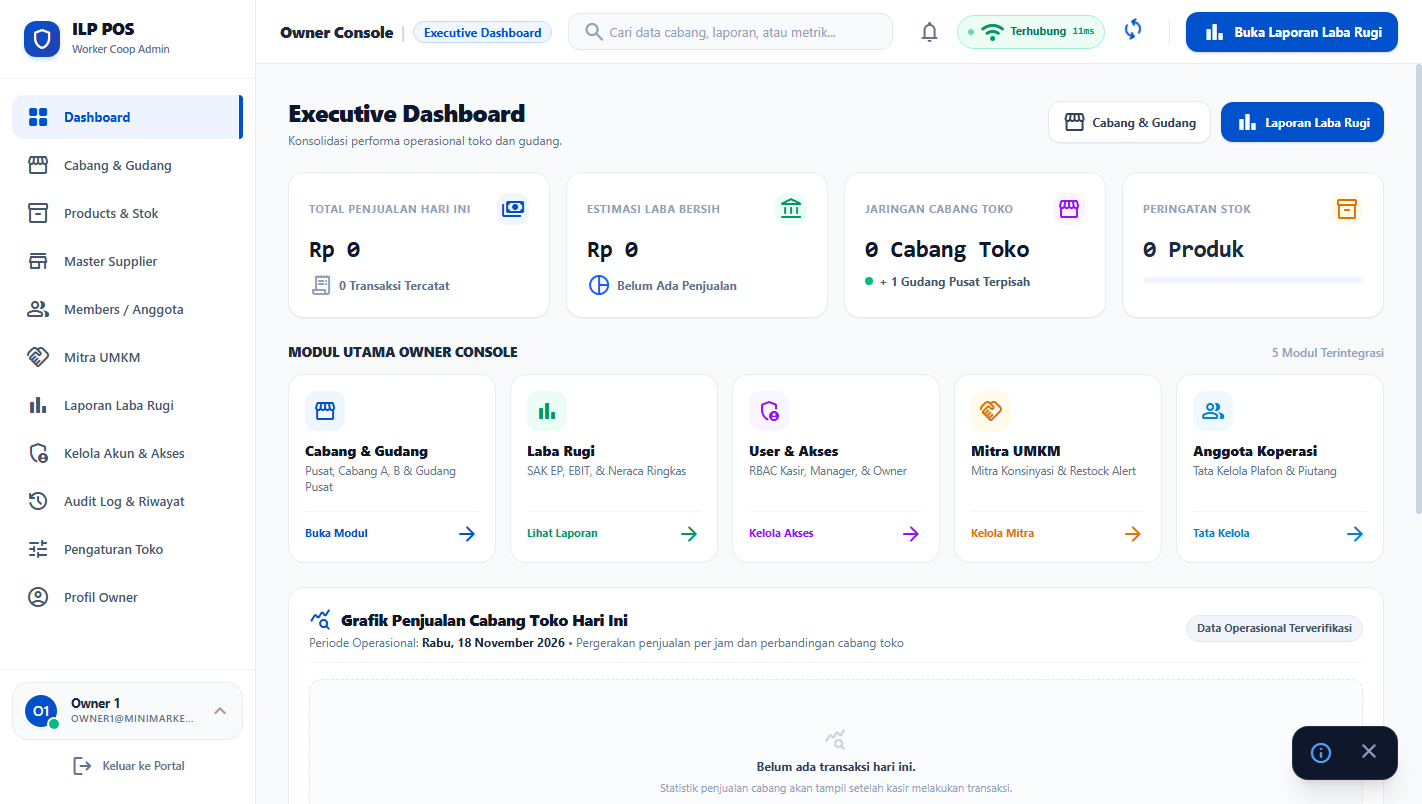 ILP POS
Worker Coop Admin
Dashboard
Cabang & Gudang
Products & Stok
Master Supplier
Members / Anggota
Mitra UMKM
Laporan Laba Rugi
Kelola Akun & Akses
Audit Log & Riwayat
Pengaturan Toko
Profil Owner
O1
Owner 1
OWNER1@MINIMARKE...
Keluar ke Portal
Owner Console | Executive Dashboard
Cari data cabang, laporan, atau metrik...
Terhubung 11ms
Buka Laporan Laba Rugi
Executive Dashboard
Konsolidasi performa operasional toko dan gudang.
Cabang & Gudang
Laporan Laba Rugi
TOTAL PENJUALAN HARI INI
Rp 0
0 Transaksi Tercatat
ESTIMASI LABA BERSIH
Rp 0
Belum Ada Penjualan
JARINGAN CABANG TOKO
0 Cabang Toko
+ 1 Gudang Pusat Terpisah
PERINGATAN STOK
0 Produk
MODUL UTAMA OWNER CONSOLE
5 Modul Terintegrasi
Cabang & Gudang
Pusat, Cabang A, B & Gudang
Pusat
Buka Modul
Laba Rugi
SAK EP, EBIT, & Neraca Ringkas
Lihat Laporan
User & Akses
RBAC Kasir, Manager, & Owner
Kelola Akses
Mitra UMKM
Mitra Konsinyasi & Restock Alert
Kelola Mitra
Anggota Koperasi
Tata Kelola Plafon & Piutang
Tata Kelola
Grafik Penjualan Cabang Toko Hari Ini
Periode Operasional: Rabu, 18 November 2026 • Pergerakan penjualan per jam dan perbandingan cabang toko
Data Operasional Terverifikasi
Belum ada transaksi hari ini.
Statistik penjualan cabang akan tampil setelah kasir melakukan transaksi.